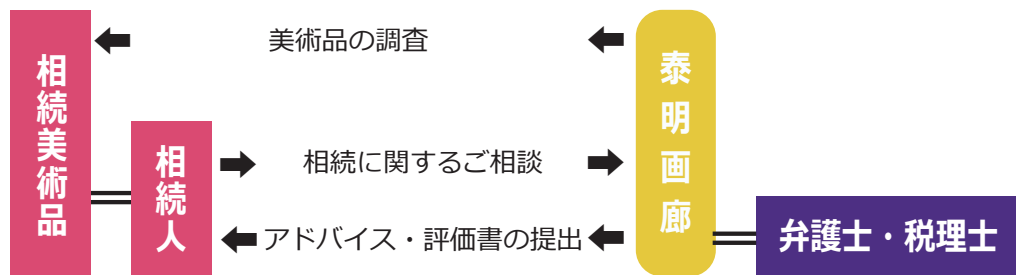 相続美術品
美術品の調査
泰明画廊
相続人
相続に関するご相談
アドバイス・評価書の提出
弁護士・税理士